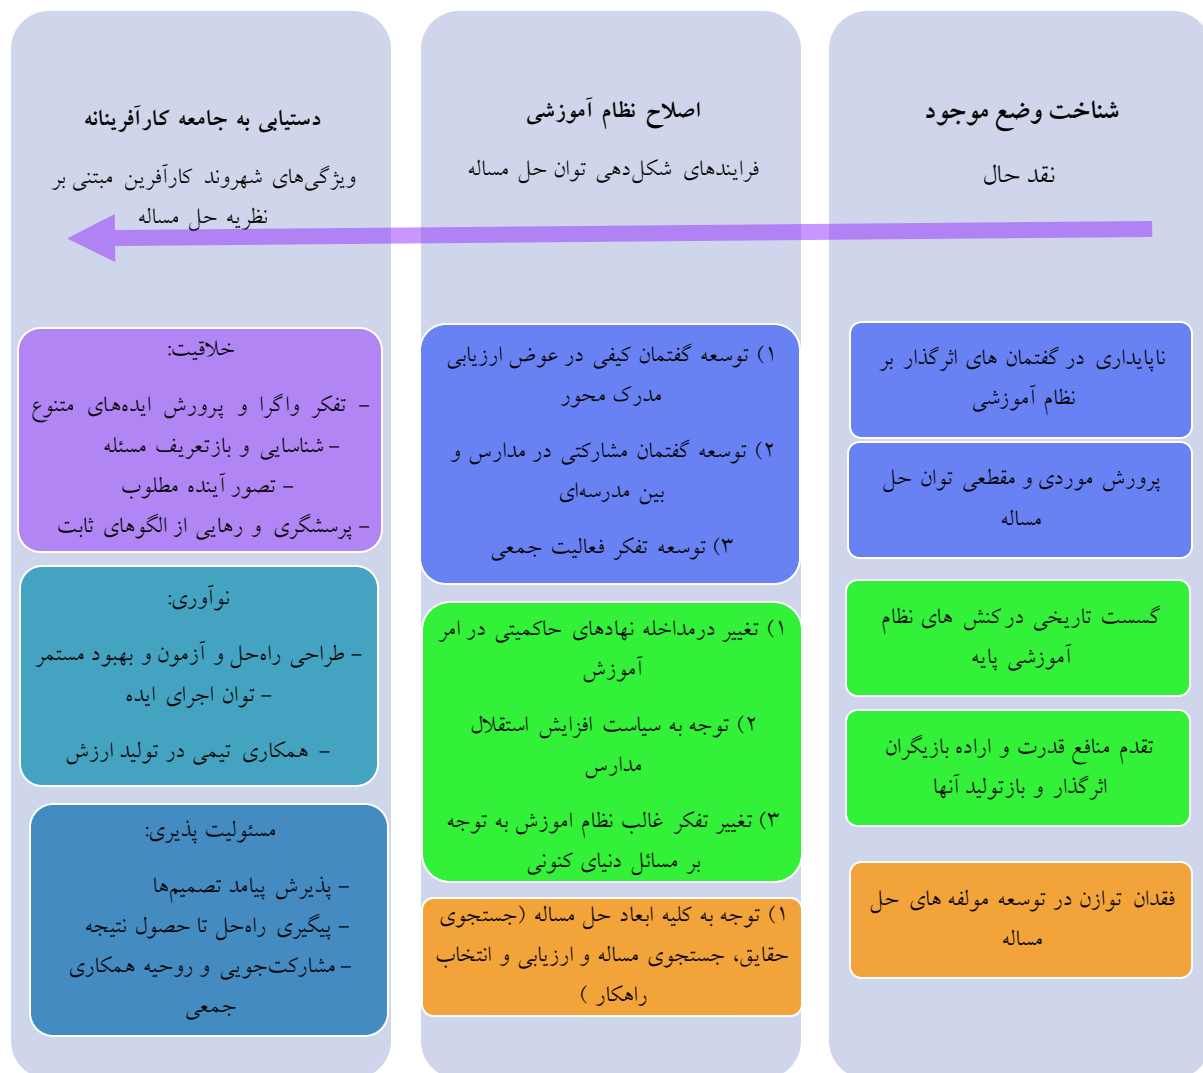 شناخت وضع موجود
نقد حال
ناپایداری در گفتمان های اثرگذار بر
نظام آموزشی
پرورش موردی و مقطعی توان حل
مساله
گسست تاریخی درکنش های نظام
آموزشی پایه
تقدم منافع قدرت و اراده بازیگران
اثرگذار و بازتولید آنها
فقدان توازن در توسعه مولفه های حل
مساله
اصلاح نظام آموزشی
فرایندهای شکل‌دهی توان حل مساله
۱) توسعه گفتمان کیفی در عوض ارزیابی
مدرک محور
۲) توسعه گفتمان مشارکتی در مدارس و
بین مدرسه‌ای
۳) توسعه تفکر فعالیت جمعی
۱) تغییر درمداخله نهادهای حاکمیتی در امر
آموزش
۲) توجه به سیاست افزایش استقلال
مدارس
۳) تغییر تفکر غالب نظام اموزش به توجه
بر مسائل دنیای کنونی
۱) توجه به کلیه ابعاد حل مساله (جستجوی
حقایق، جستجوی مساله و ارزیابی و انتخاب
راهکار )
دستیابی به جامعه کارآفرینانه
ویژگی‌های شهروند کارآفرین مبتنی بر
نظریه حل مساله
خلاقیت:
- تفکر واگرا و پرورش ایده‌های متنوع
- شناسایی و بازتعریف مسئله
- تصور آینده مطلوب
- پرسشگری و رهایی از الگوهای ثابت
نوآوری:
- طراحی راه‌حل و آزمون و بهبود مستمر
- توان اجرای ایده
- همکاری تیمی در تولید ارزش
مسئولیت پذیری:
- پذیرش پیامد تصمیم‌ها
- پیگیری راه‌حل تا حصول نتیجه
- مشارکت‌جویی و روحیه همکاری
جمعی